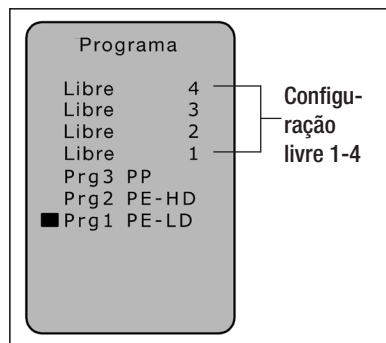 Programa
Libre 4
Libre 3
Libre 2
Libre 1
Prg3 PP
Prg2 PE-HD
Prg1 PE-LD
Configu-
ração
livre 1-4